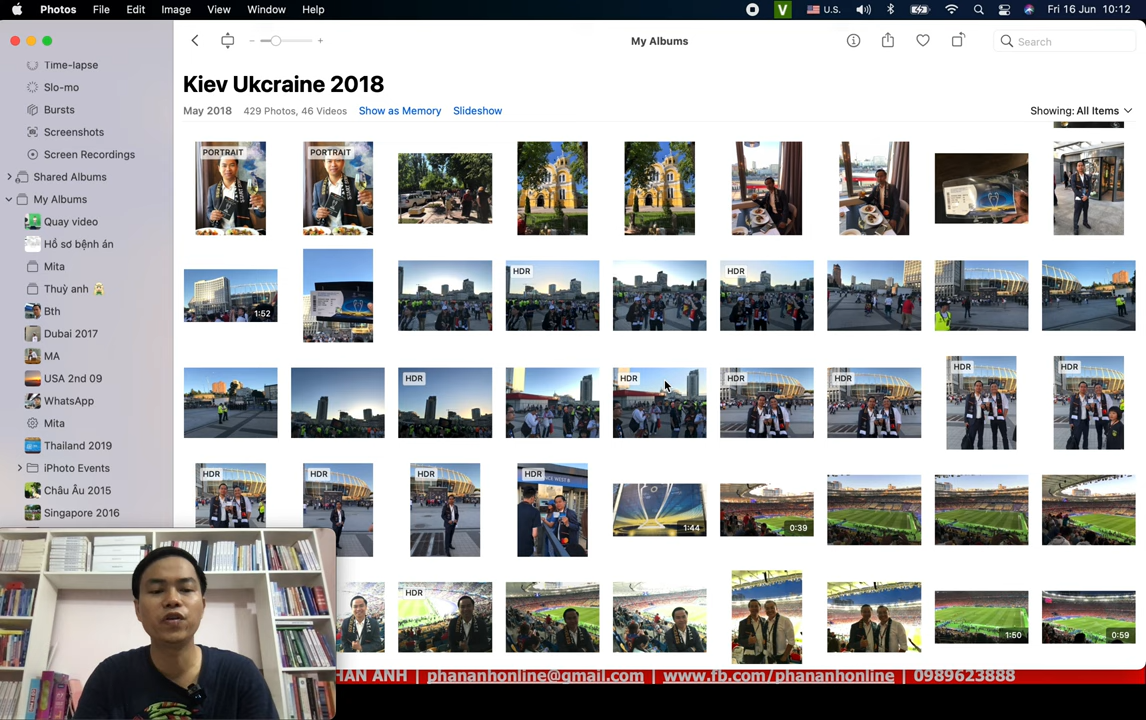 Photos File Edit Image View Window Help V U.S. Fri 16 Jun 10:12
My Albums
Search
Time-lapse
Slo-mo
Bursts
Screenshots
Screen Recordings
Shared Albums
My Albums
Quay video
Hồ sơ bệnh án
Mita
Thuỳ anh
Bth
Dubai 2017
MA
USA 2nd 09
WhatsApp
Mita
Thailand 2019
iPhoto Events
Châu Âu 2015
Singapore 2016
Kiev Ukcraine 2018
May 2018 429 Photos, 46 Videos Show as Memory Slideshow Showing: All Items
PORTRAIT PORTRAIT
1:52 HDR HDR
HDR HDR HDR HDR HDR HDR
HDR HDR HDR HDR 1:44 0:39
HDR 1:50 0:59
HAN ANH | phananhonline@gmail.com | www.fb.com/phananhonline | 0989623888